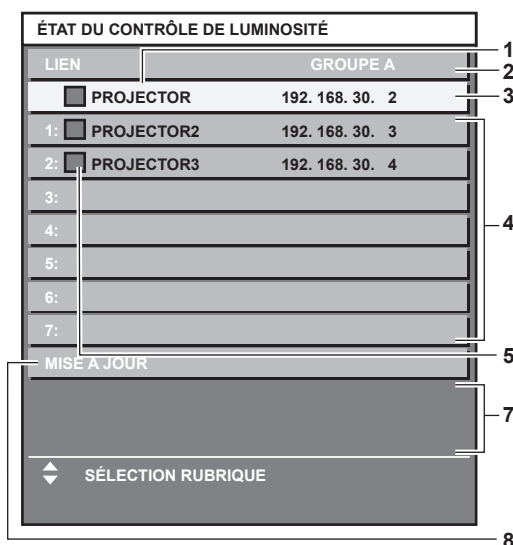 ÉTAT DU CONTRÔLE DE LUMINOSITÉ
LIEN GROUPE A
PROJECTOR 192. 168. 30. 2
1: PROJECTOR2 192. 168. 30. 3
2: PROJECTOR3 192. 168. 30. 4
3:
4:
5:
6:
7:
MISE A JOUR
SÉLECTION RUBRIQUE
1
2
3
4
5
7
8